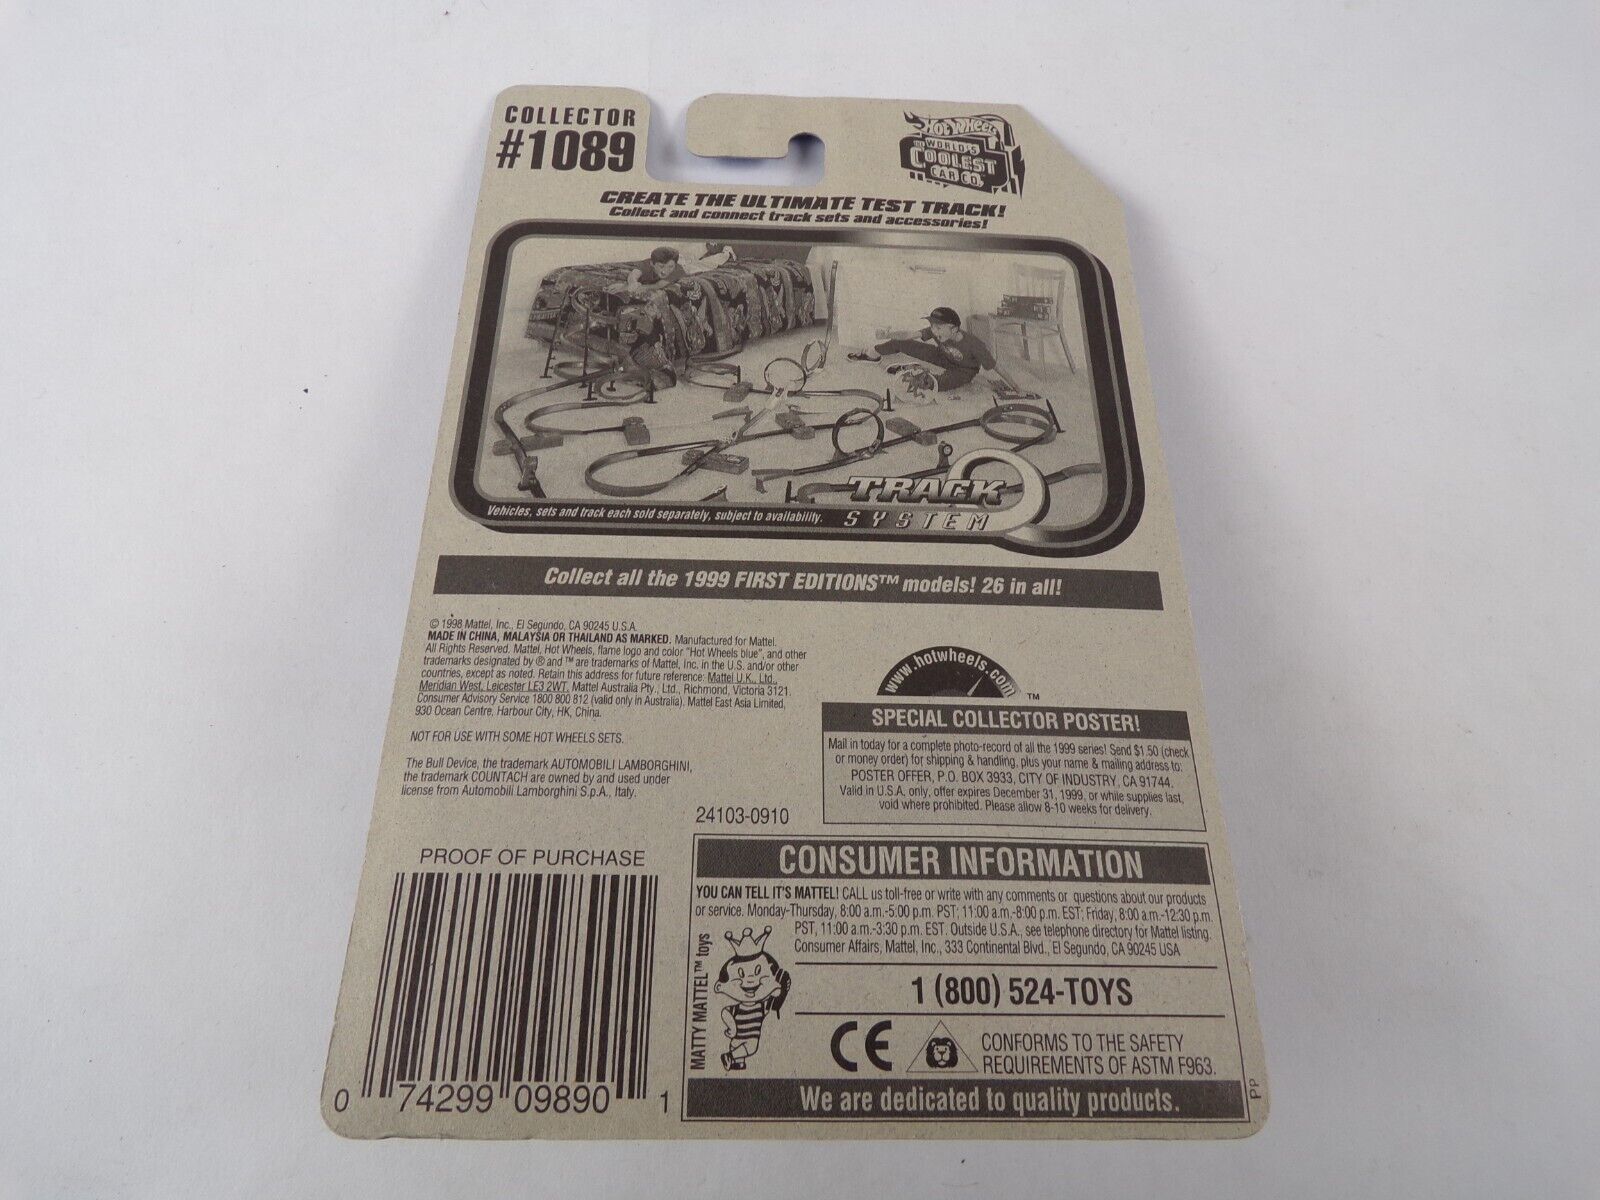 COLLECTOR
#1089
Hot Wheels
WORLD'S
COOLEST
CAR CO.™
CREATE THE ULTIMATE TEST TRACK!
Collect and connect track sets and accessories!
Vehicles, sets and track each sold separately, subject to availability.
TRACK
SYSTEM
Collect all the 1999 FIRST EDITIONS™ models! 26 in all!
© 1998 Mattel, Inc., El Segundo, CA 90245 U.S.A.
MADE IN CHINA, MALAYSIA OR THAILAND AS MARKED. Manufactured for Mattel.
All Rights Reserved. Mattel, Hot Wheels, flame logo and color "Hot Wheels blue", and other
trademarks designated by ® and ™ are trademarks of Mattel, Inc. in the U.S. and/or other
countries, except as noted. Retain this address for future reference: Mattel U.K., Ltd.,
Meridian West, Leicester LE3 2WT. Mattel Australia Pty., Ltd., Richmond, Victoria 3121.
Consumer Advisory Service 1800 800 812 (valid only in Australia). Mattel East Asia Limited,
930 Ocean Centre, Harbour City, HK, China.
NOT FOR USE WITH SOME HOT WHEELS SETS.
The Bull Device, the trademark AUTOMOBILI LAMBORGHINI,
the trademark COUNTACH are owned by and used under
license from Automobili Lamborghini S.p.A., Italy.
www.hotwheels.com™
SPECIAL COLLECTOR POSTER!
Mail in today for a complete photo-record of all the 1999 series! Send $1.50 (check
or money order) for shipping & handling, plus your name & mailing address to:
POSTER OFFER, P.O. BOX 3933, CITY OF INDUSTRY, CA 91744.
Valid in U.S.A. only, offer expires December 31, 1999, or while supplies last,
void where prohibited. Please allow 8-10 weeks for delivery.
24103-0910
PROOF OF PURCHASE
0 74299 09890 1
CONSUMER INFORMATION
YOU CAN TELL IT'S MATTEL! CALL us toll-free or write with any comments or questions about our products
or service. Monday-Thursday, 8:00 a.m.-5:00 p.m. PST: 11:00 a.m.-8:00 p.m. EST; Friday, 8:00 a.m.-12:30 p.m.
PST, 11:00 a.m.-3:30 p.m. EST. Outside U.S.A., see telephone directory for Mattel listing.
Consumer Affairs, Mattel, Inc., 333 Continental Blvd., El Segundo, CA 90245 USA
MATTY MATTEL™ toys
1 (800) 524-TOYS
CE
CONFORMS TO THE SAFETY
REQUIREMENTS OF ASTM F963.
We are dedicated to quality products.
PP